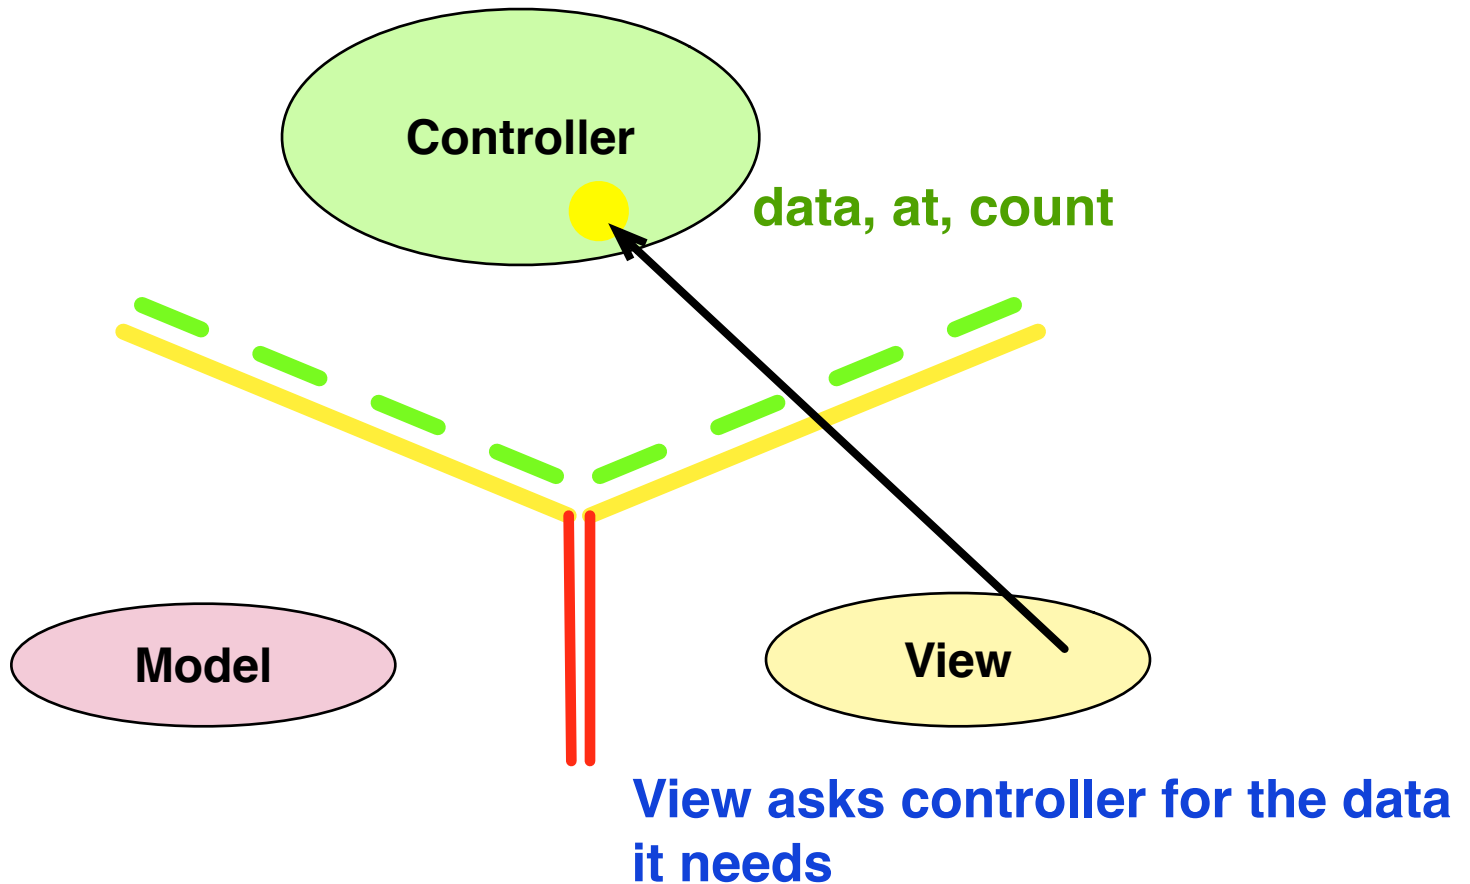 Controller
data, at, count
Model
View
View asks controller for the data
it needs